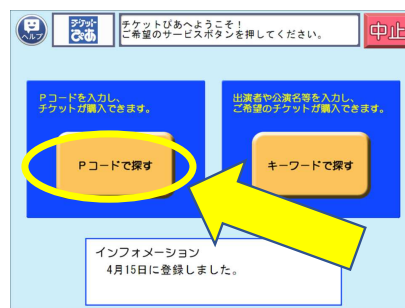 ヘルプ
チケット
ぴあ
チケットぴあへようこそ！
ご希望のサービスボタンを押してください。
中止
Pコードを入力し、
チケットが購入できます。
出演者や公演名等を入力し、
ご希望のチケットが購入できます。
Pコードで探す
キーワードで探す
インフォメーション
4月15日に登録しました。